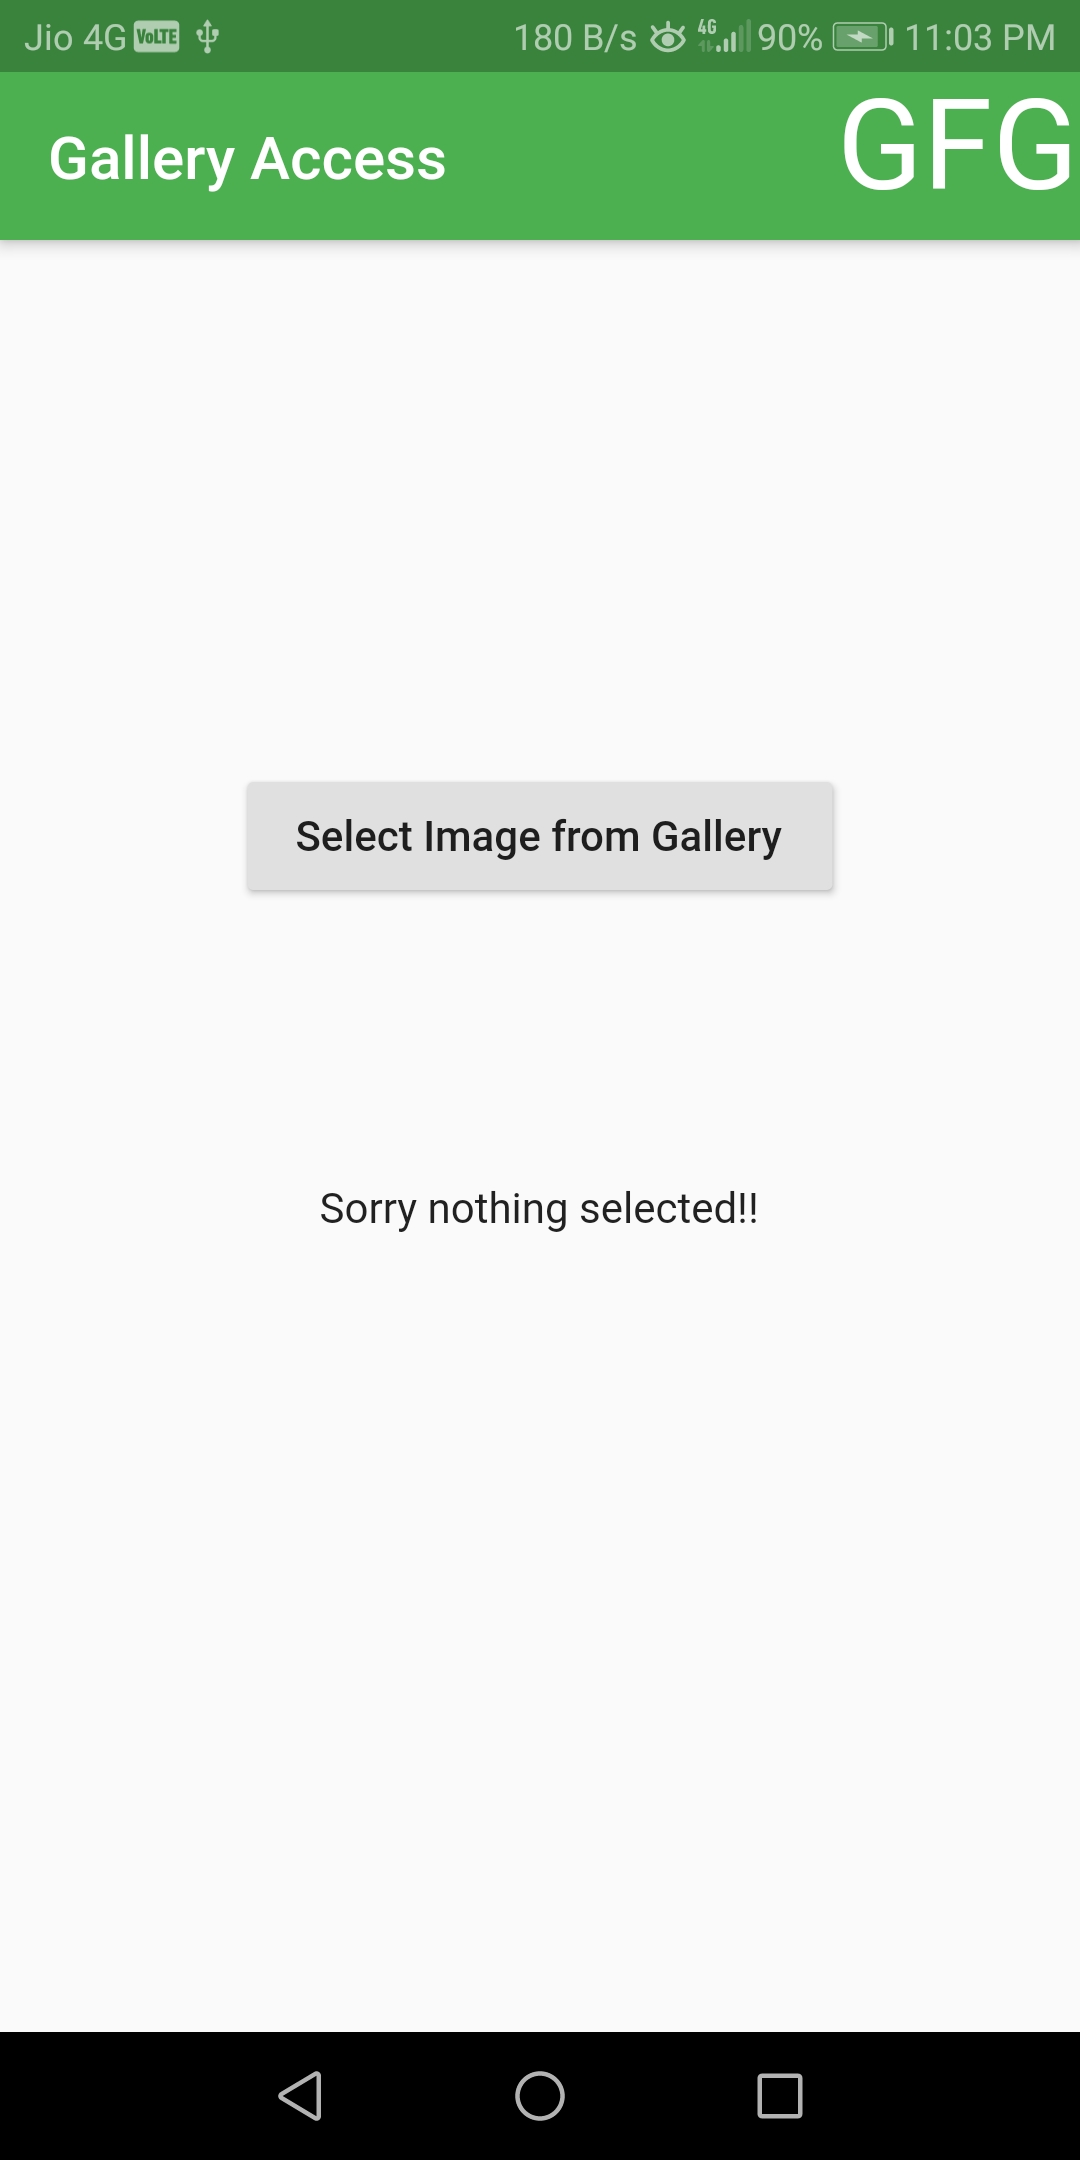 Jio 4G VoLTE 180 B/s 4G 90% 11:03 PM
Gallery Access GFG
Select Image from Gallery
Sorry nothing selected!!